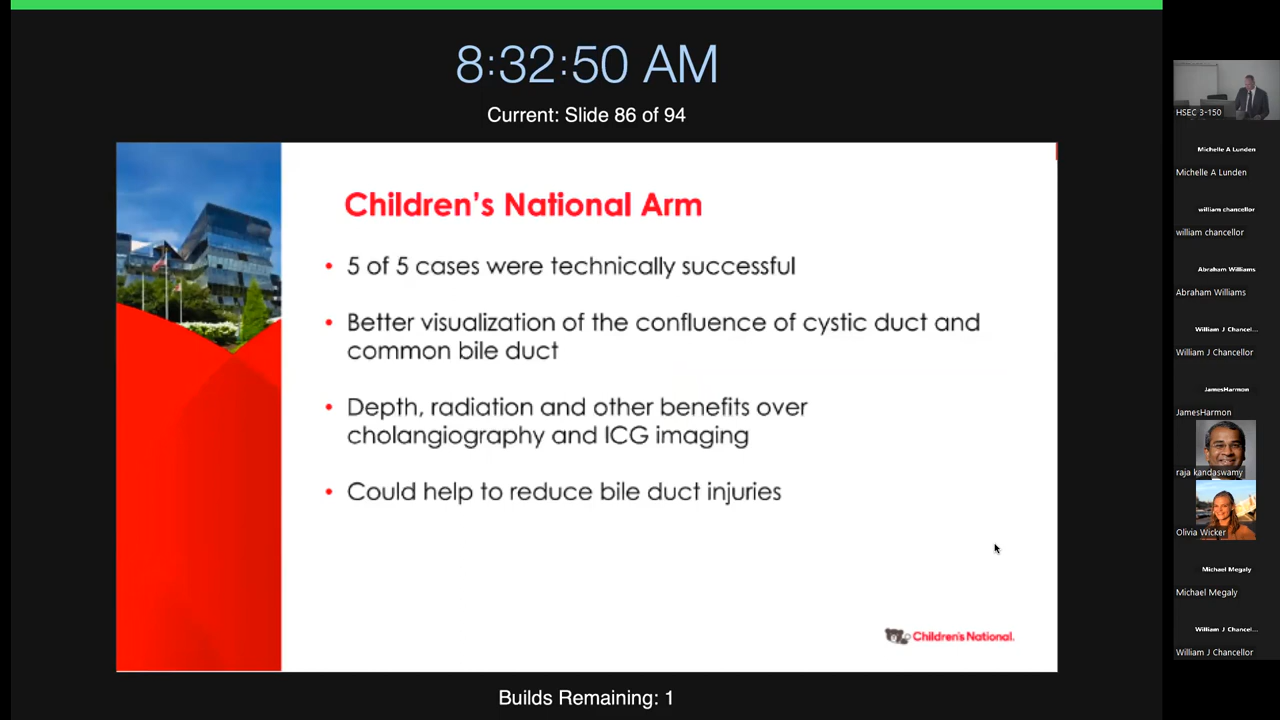 8:32:50 AM
Current: Slide 86 of 94
Children's National Arm
• 5 of 5 cases were technically successful
• Better visualization of the confluence of cystic duct and
common bile duct
• Depth, radiation and other benefits over
cholangiography and ICG imaging
• Could help to reduce bile duct injuries
Children's National.
Builds Remaining: 1
HSEC 3-150
Michelle A Lunden
Michelle A Lunden
william chancellor
william chancellor
Abraham Williams
Abraham Williams
William J Chancel...
William J Chancellor
JamesHarmon
JamesHarmon
raja kandaswamy
Olivia Wicker
Michael Megaly
Michael Megaly
William J Chancel...
William J Chancellor